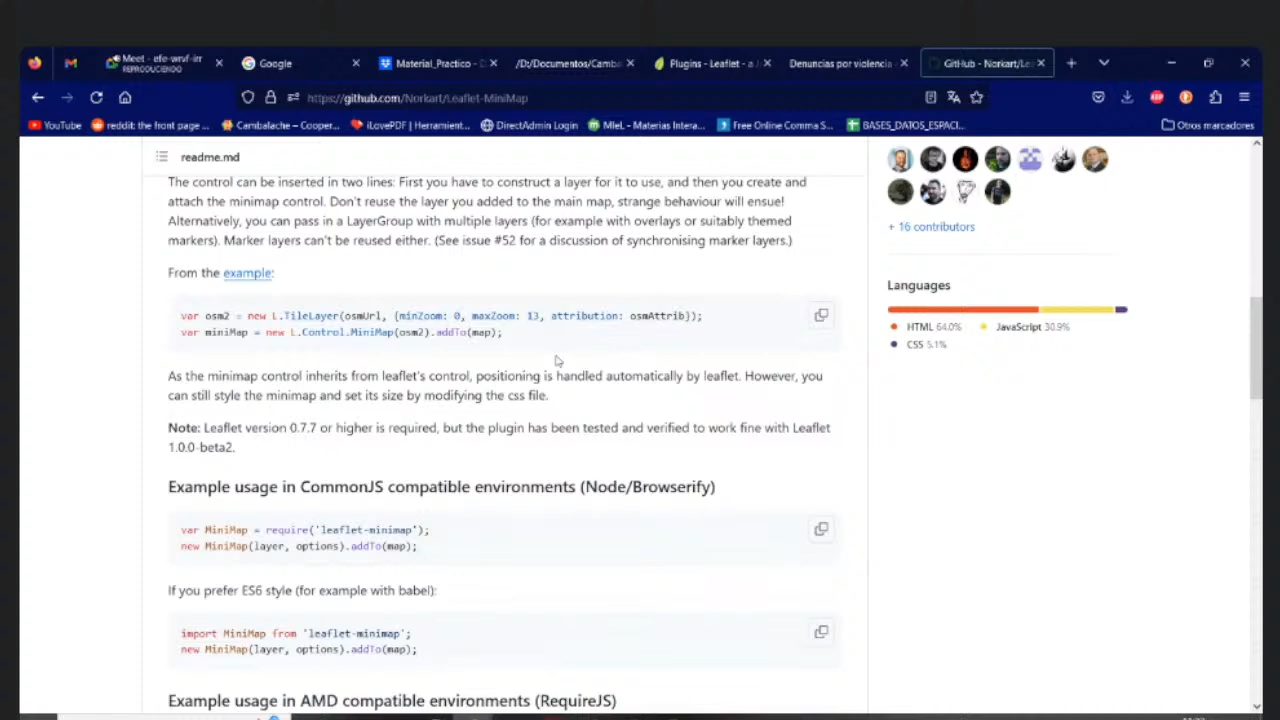 Meet - efe-wrvf-irr
REPRODUCIENDO
Google
Material_Practico - D
/D:/Documentos/Camba
Plugins - Leaflet - a J
Denuncias por violencia
GitHub - Norkart/Lea
https://github.com/Norkart/Leaflet-MiniMap
YouTube
reddit: the front page ...
Cambalache – Cooper...
iLovePDF | Herramient...
DirectAdmin Login
MIeL - Materias Intera...
Free Online Comma S...
BASES_DATOS_ESPACI...
Otros marcadores
readme.md
The control can be inserted in two lines: First you have to construct a layer for it to use, and then you create and
attach the minimap control. Don't reuse the layer you added to the main map, strange behaviour will ensue!
Alternatively, you can pass in a LayerGroup with multiple layers (for example with overlays or suitably themed
markers). Marker layers can't be reused either. (See issue #52 for a discussion of synchronising marker layers.)
From the example:
var osm2 = new L.TileLayer(osmUrl, {minZoom: 0, maxZoom: 13, attribution: osmAttrib});
var miniMap = new L.Control.MiniMap(osm2).addTo(map);
As the minimap control inherits from leaflet's control, positioning is handled automatically by leaflet. However, you
can still style the minimap and set its size by modifying the css file.
Note: Leaflet version 0.7.7 or higher is required, but the plugin has been tested and verified to work fine with Leaflet
1.0.0-beta2.
Example usage in CommonJS compatible environments (Node/Browserify)
var MiniMap = require('leaflet-minimap');
new MiniMap(layer, options).addTo(map);
If you prefer ES6 style (for example with babel):
import MiniMap from 'leaflet-minimap';
new MiniMap(layer, options).addTo(map);
Example usage in AMD compatible environments (RequireJS)
+ 16 contributors
Languages
HTML 64.0%
JavaScript 30.9%
CSS 5.1%